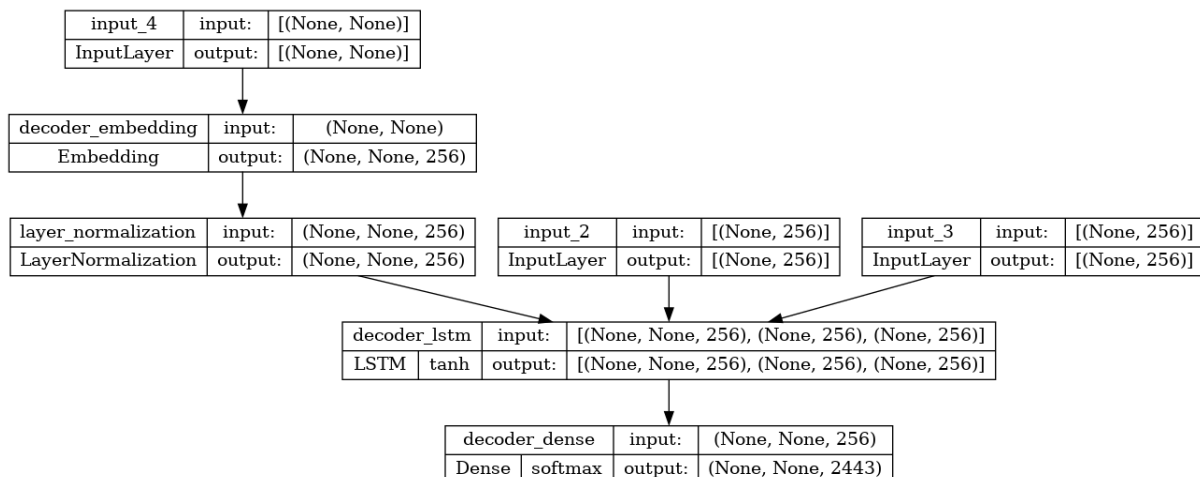 input_4 input: [(None, None)]
InputLayer output: [(None, None)]
decoder_embedding input: (None, None)
Embedding output: (None, None, 256)
layer_normalization input: (None, None, 256)
LayerNormalization output: (None, None, 256)
input_2 input: [(None, 256)]
InputLayer output: [(None, 256)]
input_3 input: [(None, 256)]
InputLayer output: [(None, 256)]
decoder_lstm input: [(None, None, 256), (None, 256), (None, 256)]
LSTM tanh output: [(None, None, 256), (None, 256), (None, 256)]
decoder_dense input: (None, None, 256)
Dense softmax output: (None, None, 2443)